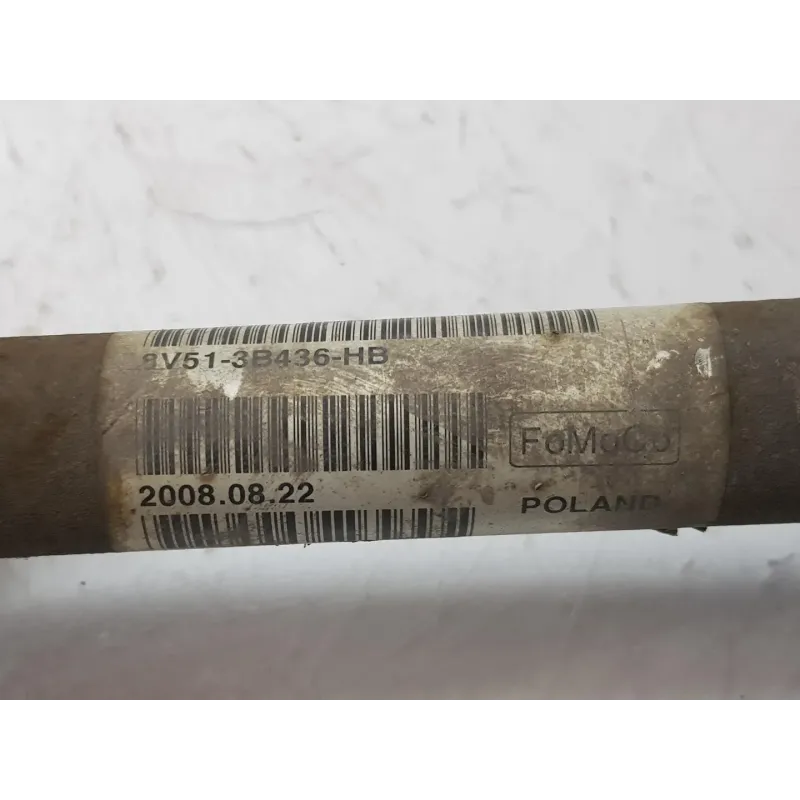 8V51-3B436-HB
2008.08.22
FoMoCo
POLAND